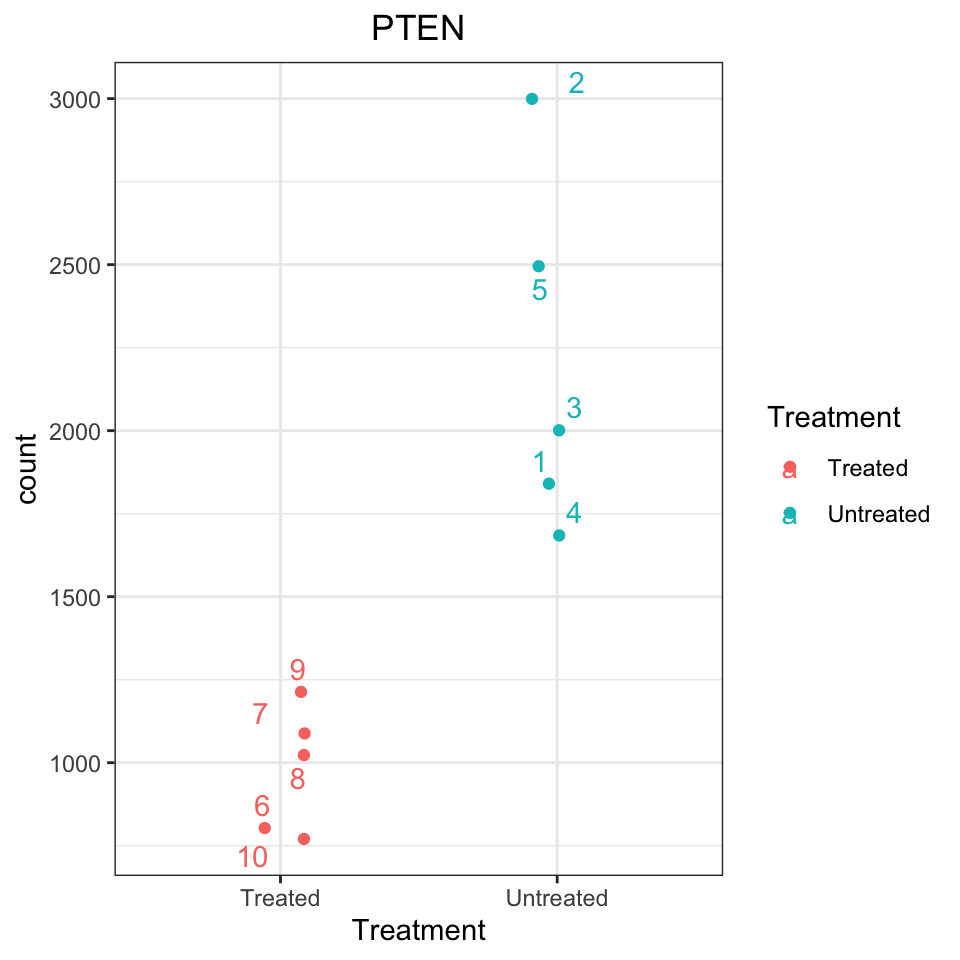 PTEN
3000
2500
2000
1500
1000
count
2
5
3
1
4
9
7
8
6
10
Treated
Untreated
Treatment
Treatment
a Treated
a Untreated